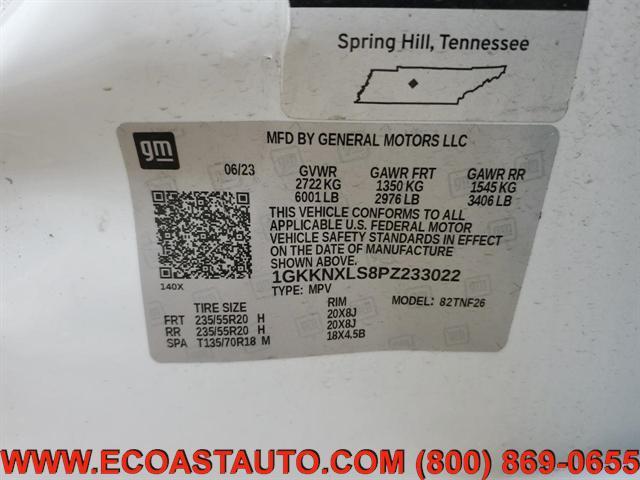 Spring Hill, Tennessee
gm
MFD BY GENERAL MOTORS LLC
06/23 GVWR GAWR FRT GAWR RR
2722 KG 1350 KG 1545 KG
6001 LB 2976 LB 3406 LB
THIS VEHICLE CONFORMS TO ALL
APPLICABLE U.S. FEDERAL MOTOR
VEHICLE SAFETY STANDARDS IN EFFECT
ON THE DATE OF MANUFACTURE
SHOWN ABOVE.
1GKKNXLS8PZ233022
140X
TYPE: MPV MODEL: 82TNF26
TIRE SIZE RIM
FRT 235/55R20 H 20X8J
RR 235/55R20 H 20X8J
SPA T135/70R18 M 18X4.5B
WWW.ECOASTAUTO.COM (800) 869-0655